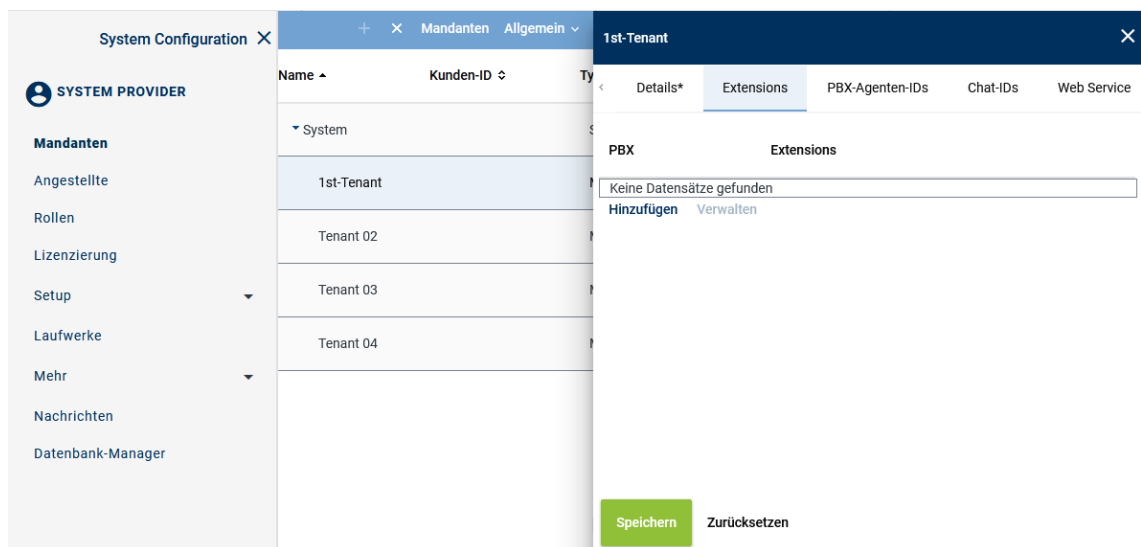 System Configuration
SYSTEM PROVIDER
Mandanten
Angestellte
Rollen
Lizenzierung
Setup
Laufwerke
Mehr
Nachrichten
Datenbank-Manager
Mandanten Allgemein
Name Kunden-ID Ty
System
1st-Tenant
Tenant 02
Tenant 03
Tenant 04
1st-Tenant
Details* Extensions PBX-Agenten-IDs Chat-IDs Web Service
PBX Extensions
Keine Datensätze gefunden
Hinzufügen Verwalten
Speichern Zurücksetzen